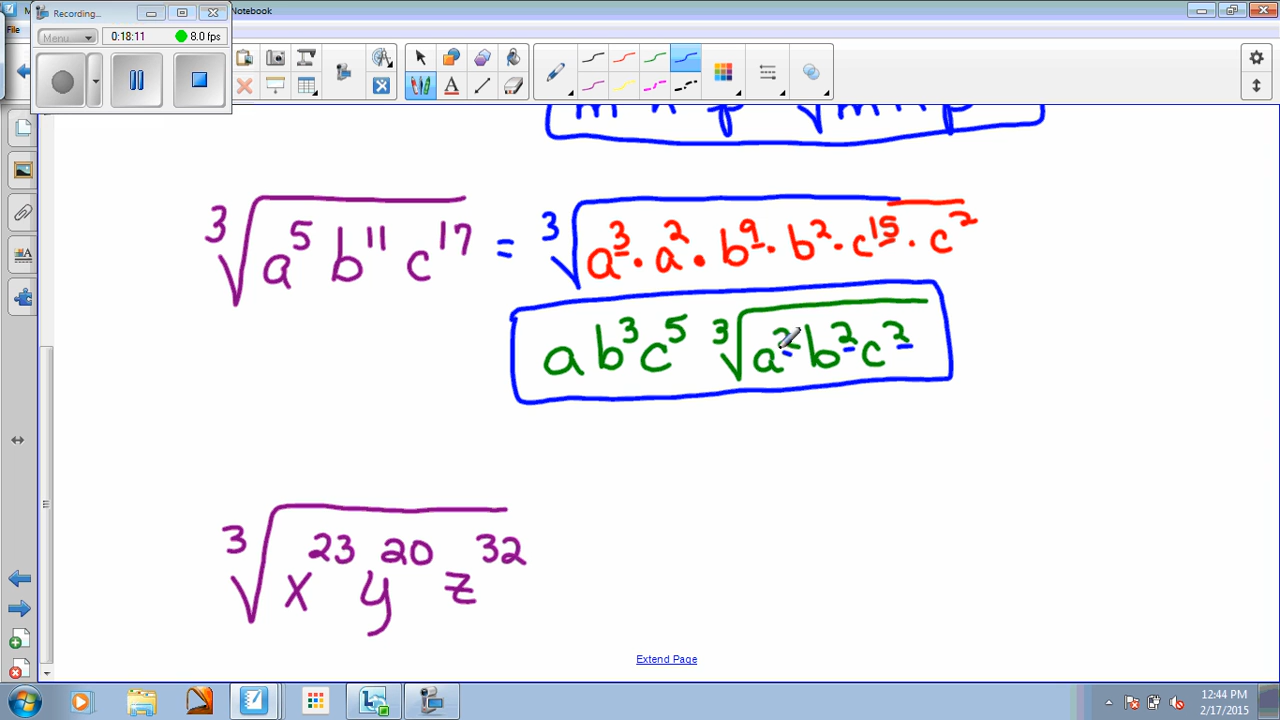 Recording...
Notebook
Menu
0:18:11
8.0 fps
File
∛(a⁵ b¹¹ c¹⁷) = ∛(a³ · a² · b⁹ · b² · c¹⁵ · c²)
a b³ c⁵ ∛(a² b² c²)
∛(x²³ y²⁰ z³²)
Extend Page
12:44 PM
2/17/2015